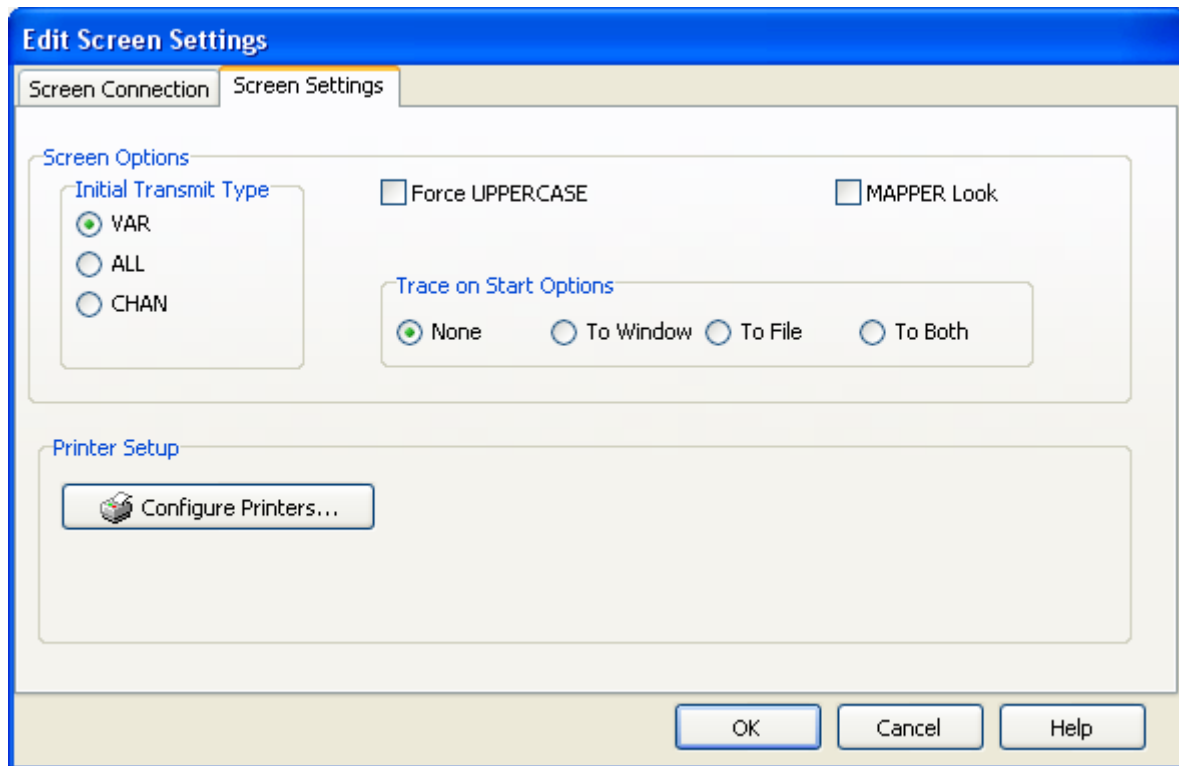 Edit Screen Settings
Screen Connection Screen Settings
Screen Options
Initial Transmit Type
VAR
ALL
CHAN
Force UPPERCASE
MAPPER Look
Trace on Start Options
None To Window To File To Both
Printer Setup
Configure Printers...
OK Cancel Help